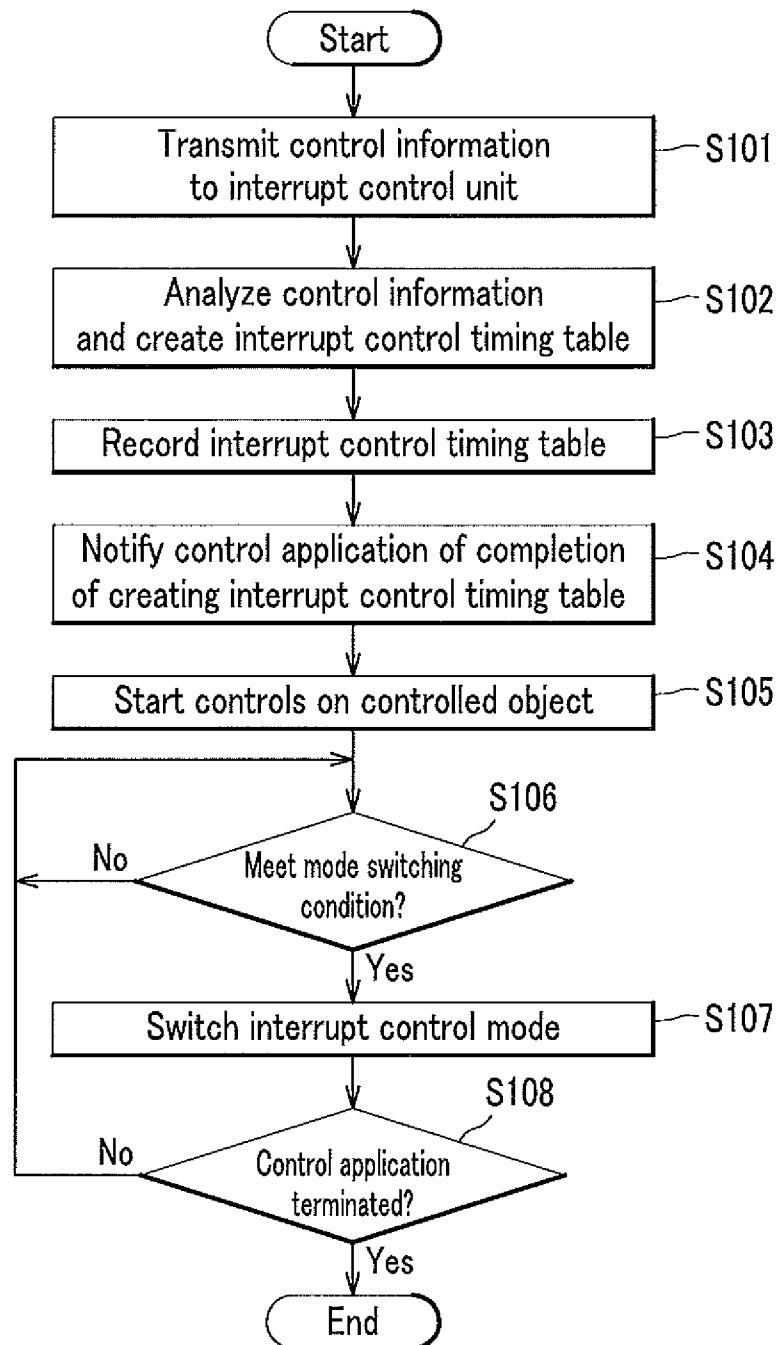 Start
Transmit control information
to interrupt control unit
S101
Analyze control information
and create interrupt control timing table
S102
Record interrupt control timing table
S103
Notify control application of completion
of creating interrupt control timing table
S104
Start controls on controlled object
S105
S106
No
Meet mode switching
condition?
Yes
Switch interrupt control mode
S107
S108
No
Control application
terminated?
Yes
End